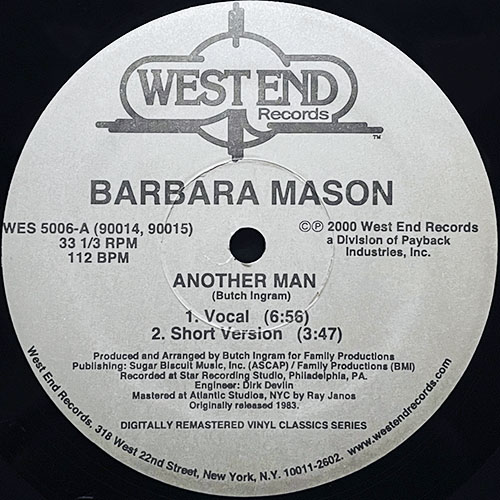 WEST END
Records
™
BARBARA MASON
WES 5006-A (90014, 90015)
33 1/3 RPM
112 BPM
©℗ 2000 West End Records
a Division of Payback
Industries, Inc.
ANOTHER MAN
(Butch Ingram)
1. Vocal (6:56)
2. Short Version (3:47)
Produced and Arranged by Butch Ingram for Family Productions
Publishing: Sugar Biscuit Music, Inc. (ASCAP) / Family Productions (BMI)
Recorded at Star Recording Studio, Philadelphia, PA.
Engineer: Dirk Devlin
Mastered at Atlantic Studios, NYC by Ray Janos
Originally released 1983.
DIGITALLY REMASTERED VINYL CLASSICS SERIES
West End Records. 318 West 22nd Street, New York, N.Y. 10011-2602. www.westendrecords.com